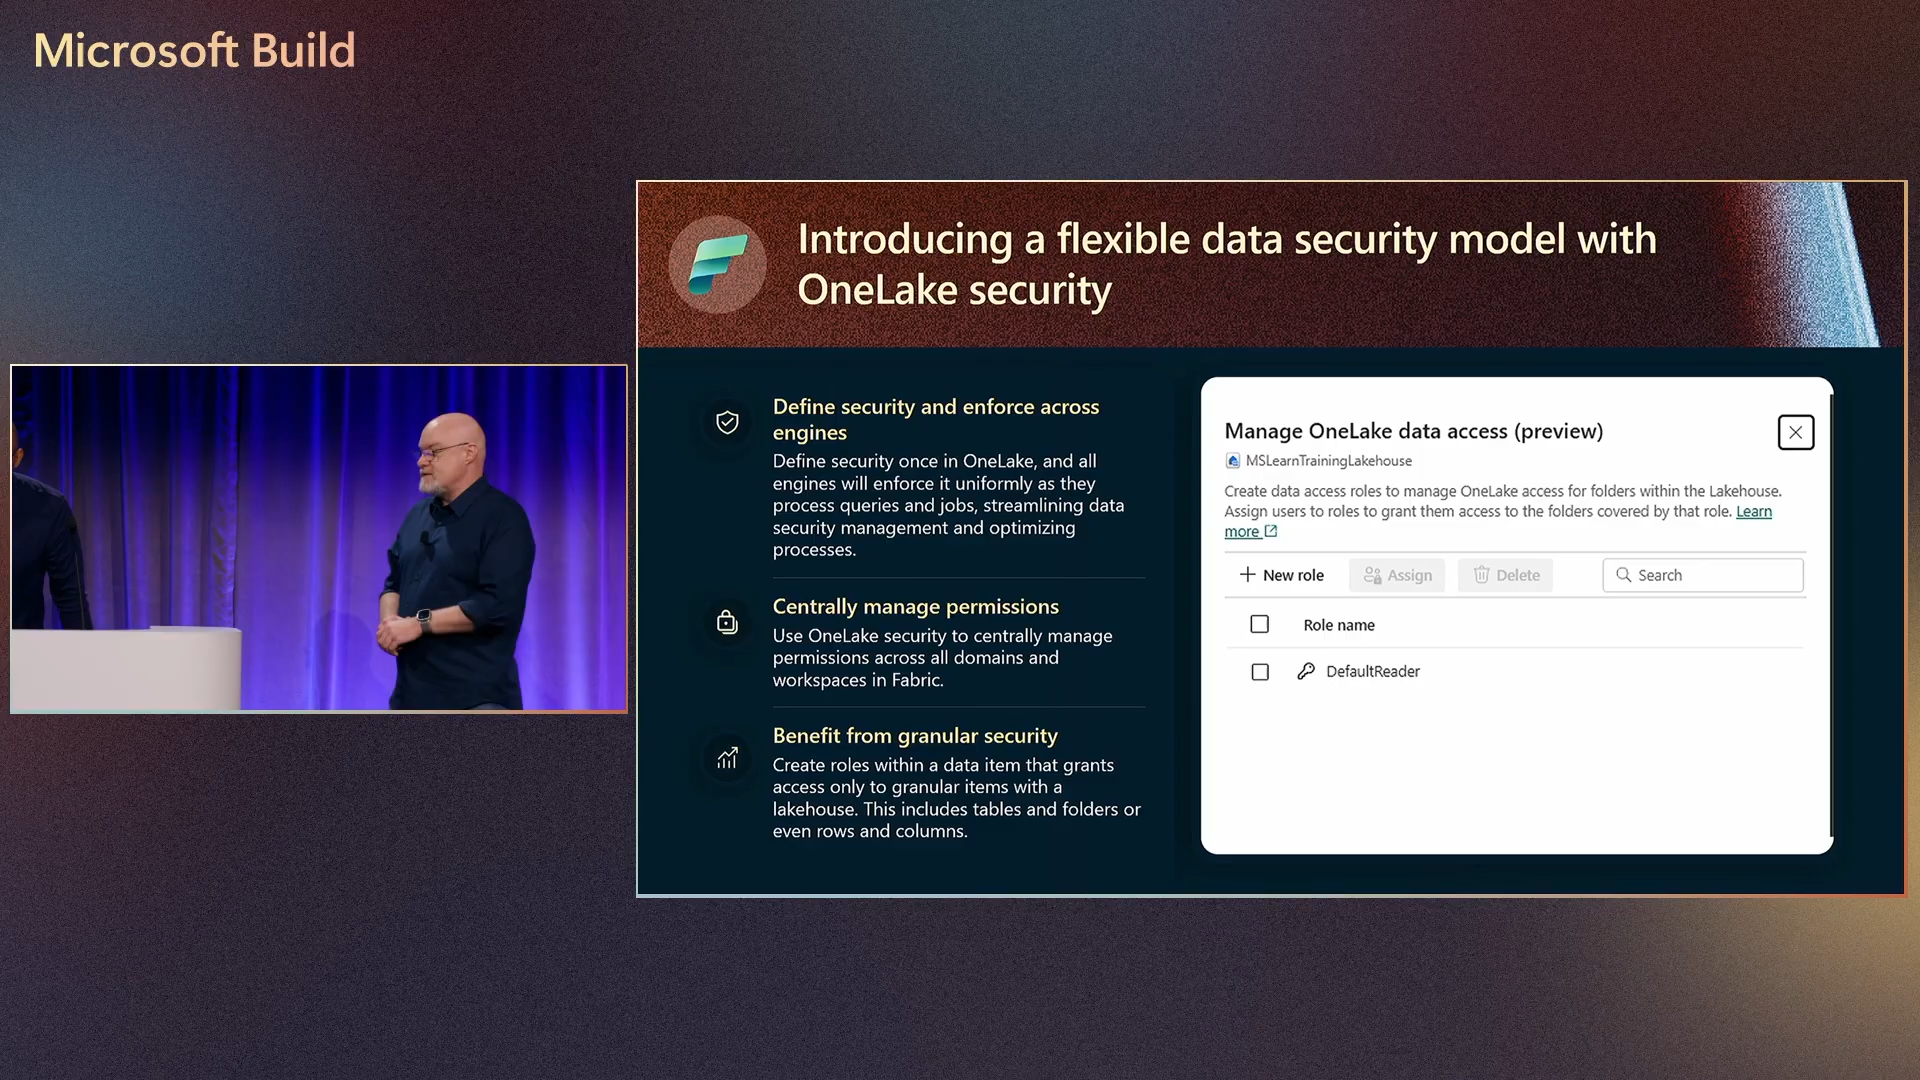 Microsoft Build
Introducing a flexible data security model with
OneLake security
Define security and enforce across
engines
Define security once in OneLake, and all
engines will enforce it uniformly as they
process queries and jobs, streamlining data
security management and optimizing
processes.
Centrally manage permissions
Use OneLake security to centrally manage
permissions across all domains and
workspaces in Fabric.
Benefit from granular security
Create roles within a data item that grants
access only to granular items with a
lakehouse. This includes tables and folders or
even rows and columns.
Manage OneLake data access (preview)
MSLearnTrainingLakehouse
Create data access roles to manage OneLake access for folders within the Lakehouse.
Assign users to roles to grant them access to the folders covered by that role. Learn
more
New role Assign Delete Search
Role name
DefaultReader